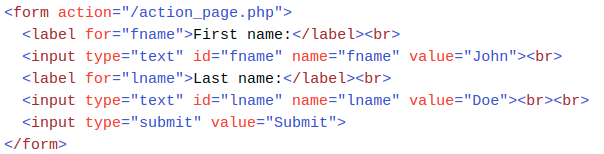 <form action="/action_page.php">
  <label for="fname">First name:</label><br>
  <input type="text" id="fname" name="fname" value="John"><br>
  <label for="lname">Last name:</label><br>
  <input type="text" id="lname" name="lname" value="Doe"><br><br>
  <input type="submit" value="Submit">
</form>